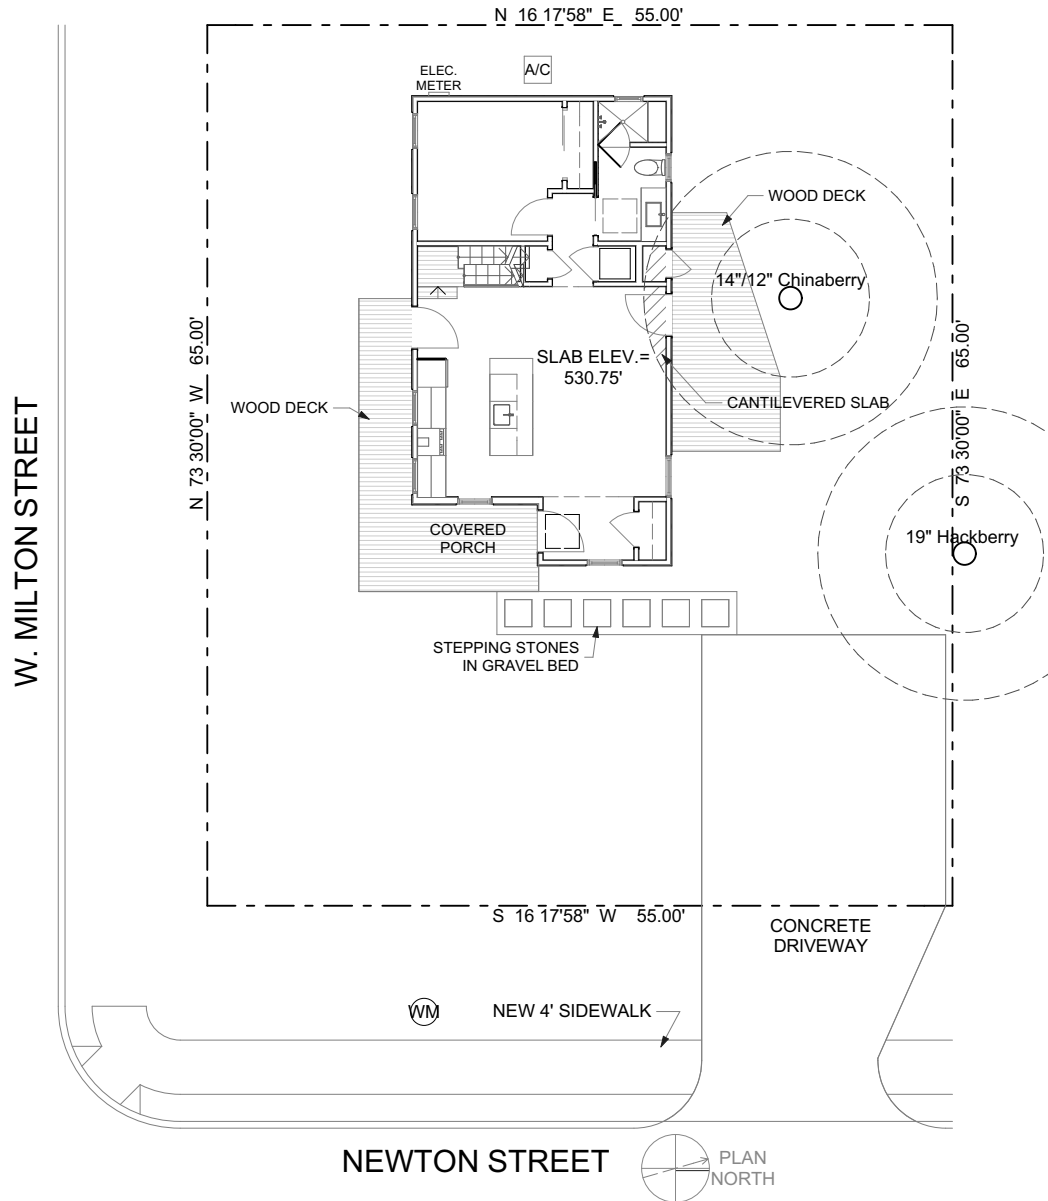 N 16 17'58" E 55.00'
ELEC.
METER
A/C
WOOD DECK
14"/12" Chinaberry
N 73 30'00" W 65.00'
S 73 30'00" E 65.00'
SLAB ELEV.=
530.75'
WOOD DECK
CANTILEVERED SLAB
W. MILTON STREET
COVERED
PORCH
19" Hackberry
STEPPING STONES
IN GRAVEL BED
S 16 17'58" W 55.00'
CONCRETE
DRIVEWAY
WM
NEW 4' SIDEWALK
NEWTON STREET
PLAN
NORTH